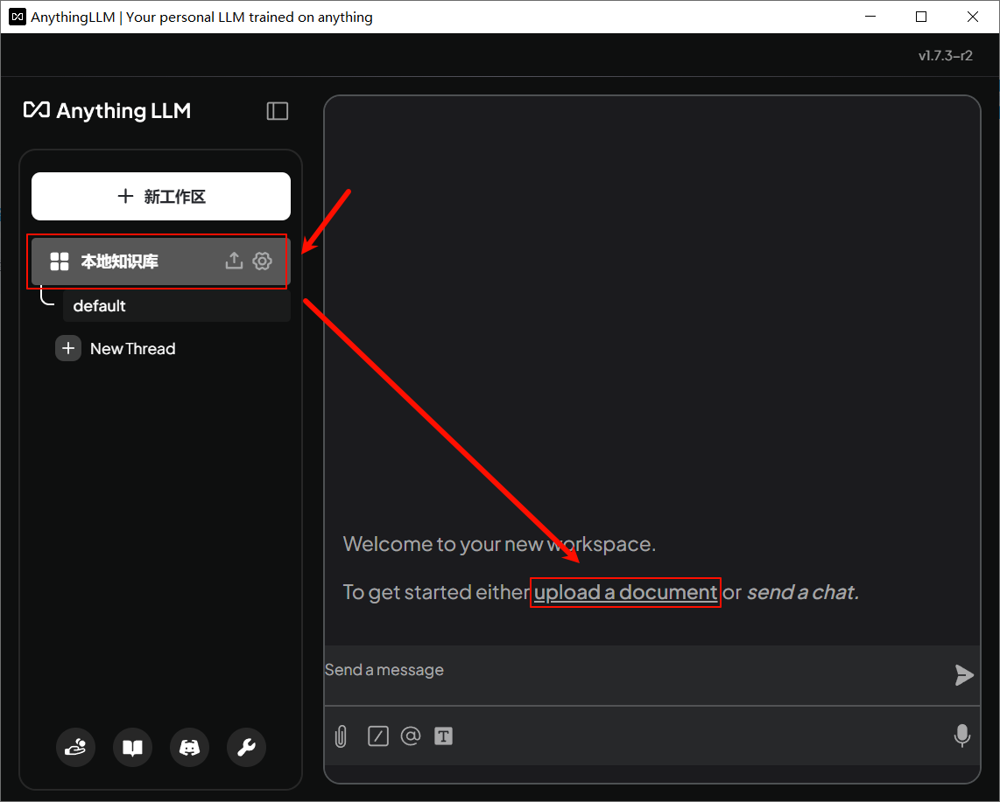 AnythingLLM | Your personal LLM trained on anything
v1.7.3-r2
Anything LLM
新工作区
本地知识库
default
New Thread
Welcome to your new workspace.
To get started either upload a document or send a chat.
Send a message